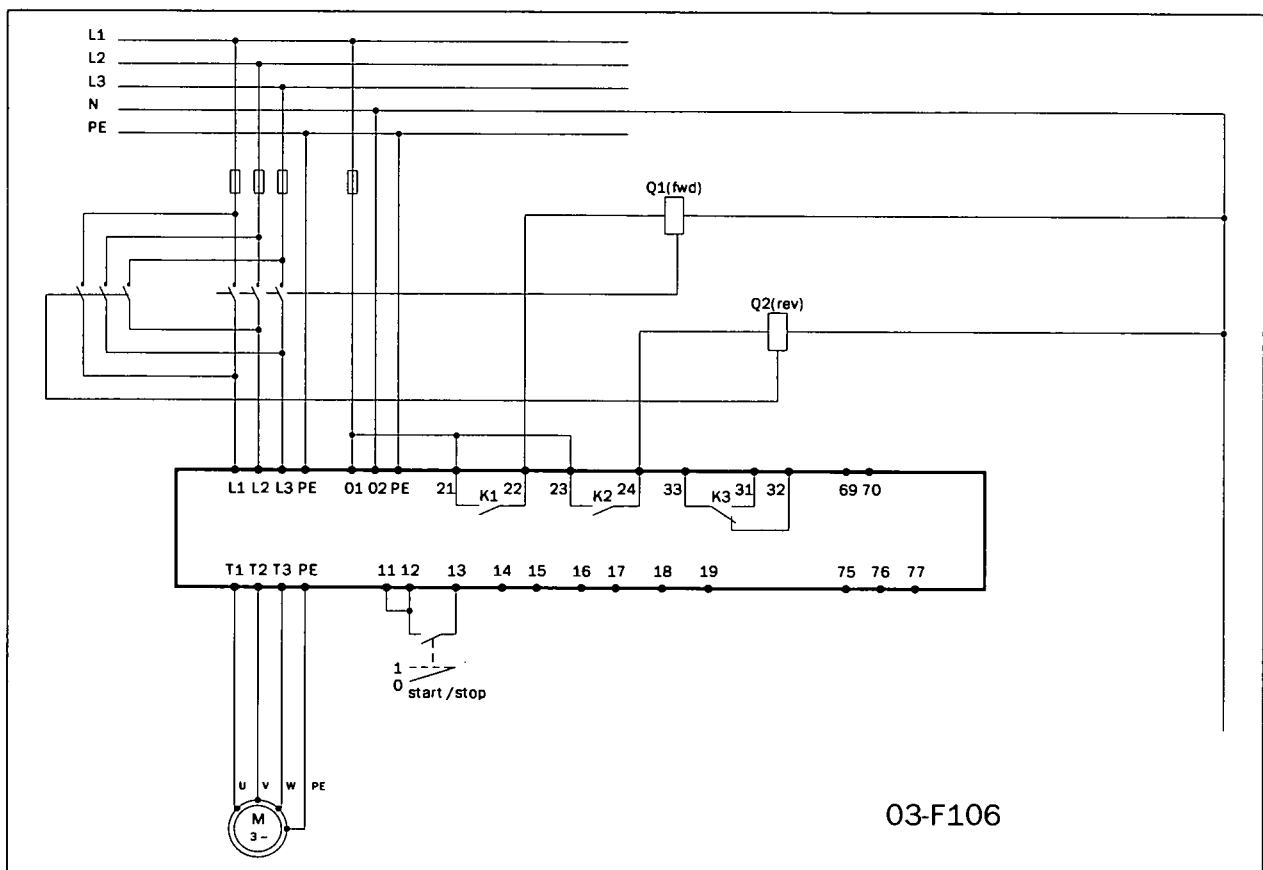 L1
L2
L3
N
PE
Q1(fwd)
Q2(rev)
L1 L2 L3 PE 01 02 PE 21 K1 22 23 K2 24 33 K3 31 32 69 70
T1 T2 T3 PE 11 12 13 14 15 16 17 18 19 75 76 77
1
0
start/stop
U V W PE
M
3~
03-F106